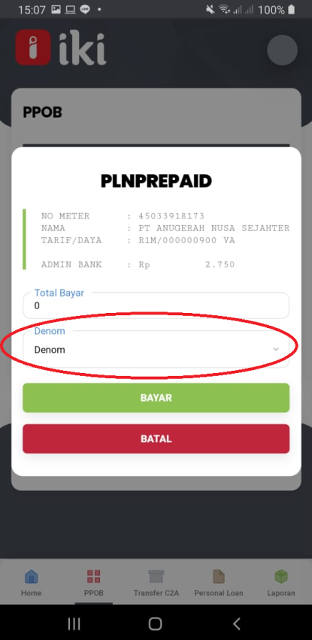 15:07 100%
iki
PPOB
PLNPREPAID
NO METER : 45033918173
NAMA : PT ANUGERAH NUSA SEJAHTER
TARIF/DAYA : R1M/000000900 VA
ADMIN BANK : Rp 2.750
Total Bayar
0
Denom
Denom
BAYAR
BATAL
Home PPOB Transfer C2A Personal Loan Laporan